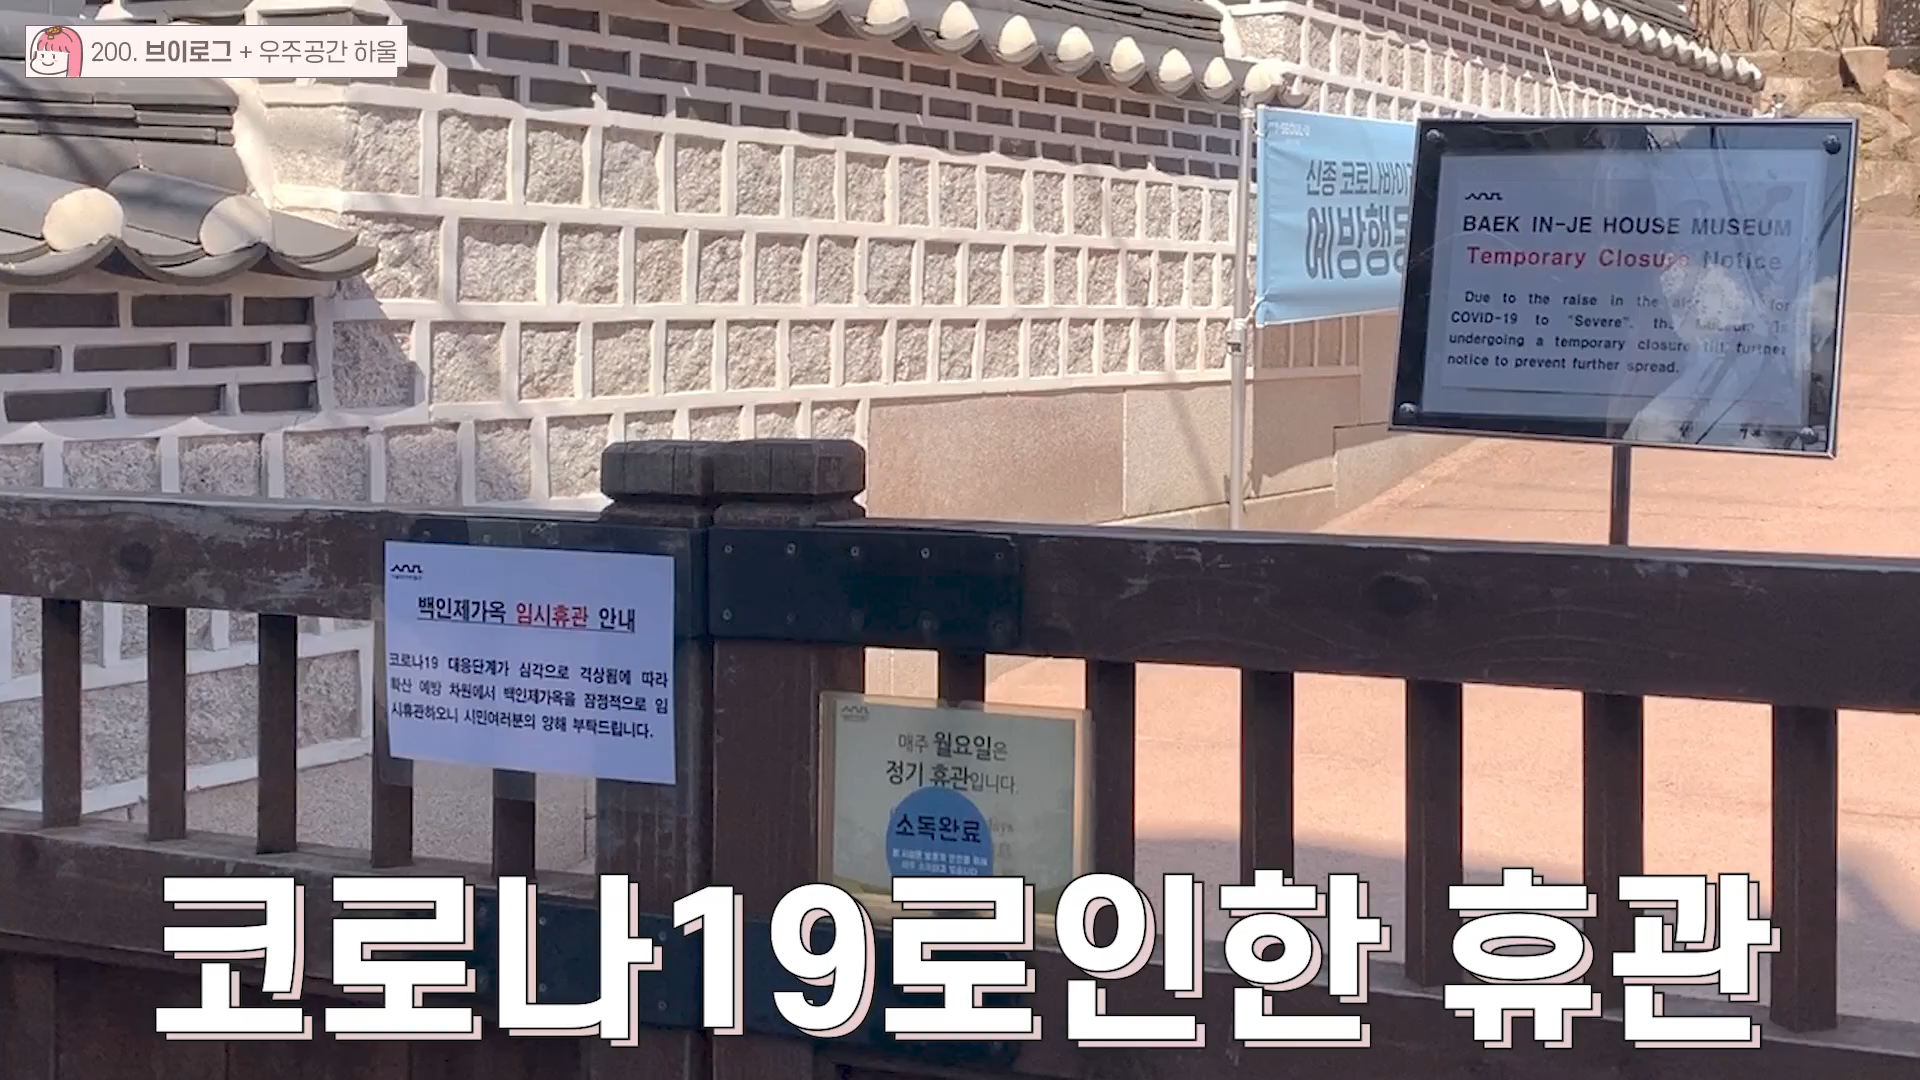 200. 브이로그 + 우주공간 하울
신종 코로나바이
예방행동
BAEK IN-JE HOUSE MUSEUM
Temporary Closure Notice
Due to the raise in the alert for
COVID-19 to "Severe". the Museum is
undergoing a temporary closure till further
notice to prevent further spread.
백인제가옥 임시휴관 안내
코로나19 대응단계가 심각으로 격상됨에 따라
확산 예방 차원에서 백인제가옥을 잠정적으로 임
시휴관하오니 시민여러분의 양해 부탁드립니다.
매주 월요일은
정기 휴관입니다.
소독완료
코로나19로인한 휴관